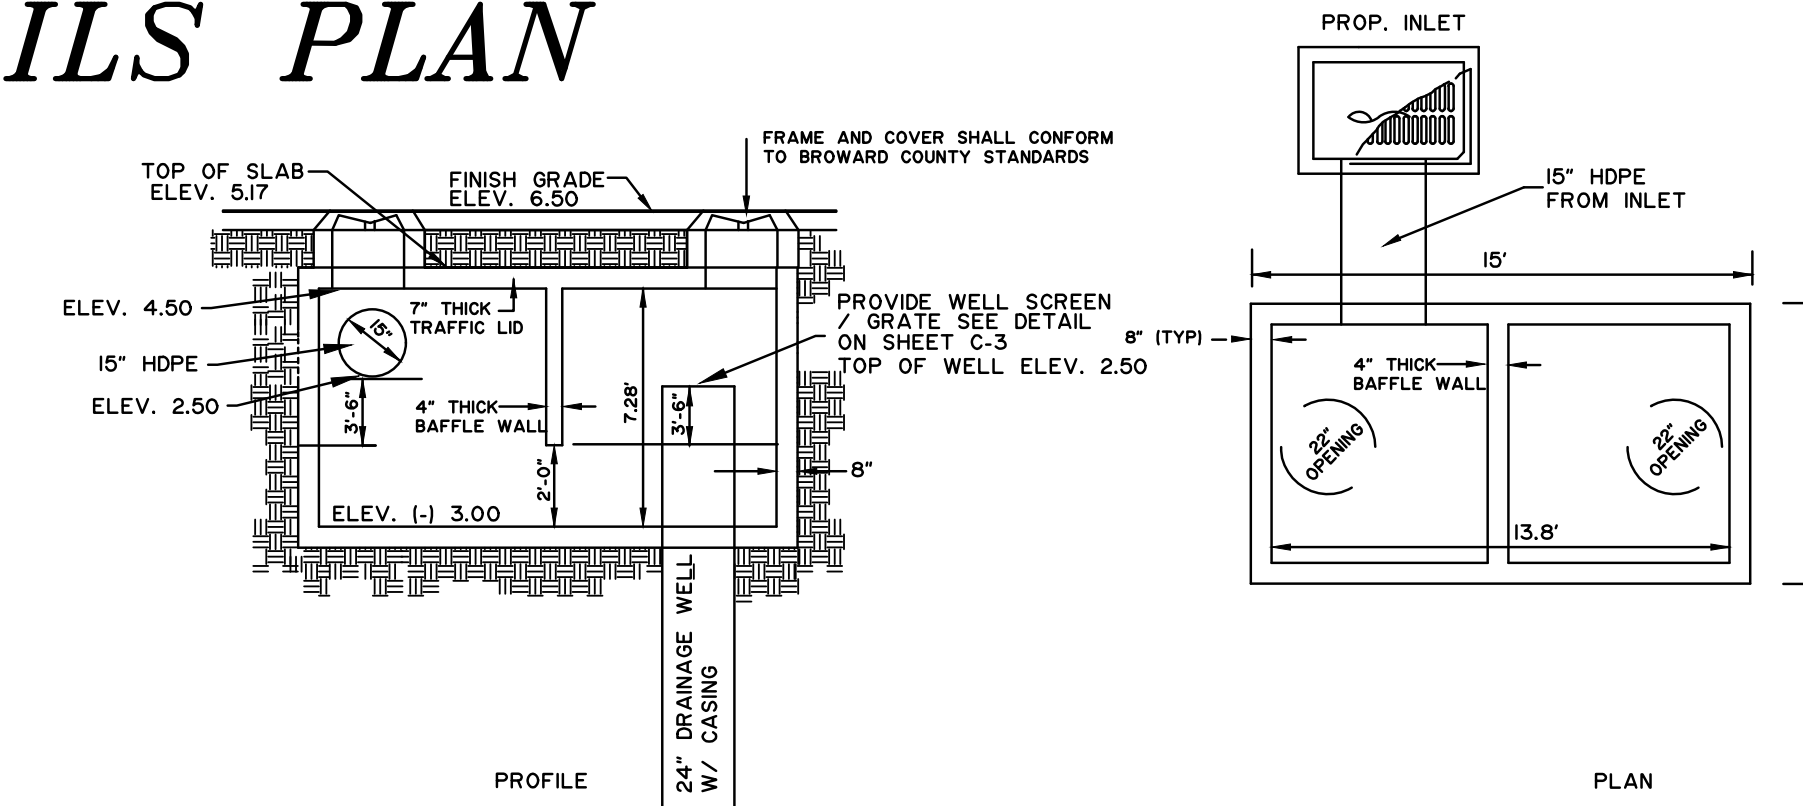 ILS PLAN
TOP OF SLAB
ELEV. 5.17
FINISH GRADE
ELEV. 6.50
FRAME AND COVER SHALL CONFORM
TO BROWARD COUNTY STANDARDS
ELEV. 4.50
15" HDPE
ELEV. 2.50
15"
7" THICK
TRAFFIC LID
3'-6"
4" THICK
BAFFLE WALL
2'-0"
7.28'
3'-6"
8"
ELEV. (-) 3.00
PROVIDE WELL SCREEN
/ GRATE SEE DETAIL
ON SHEET C-3
TOP OF WELL ELEV. 2.50
24" DRAINAGE WELL
W/ CASING
PROFILE
PROP. INLET
15" HDPE
FROM INLET
15'
8" (TYP)
4" THICK
BAFFLE WALL
22"
OPENING
22"
OPENING
13.8'
PLAN